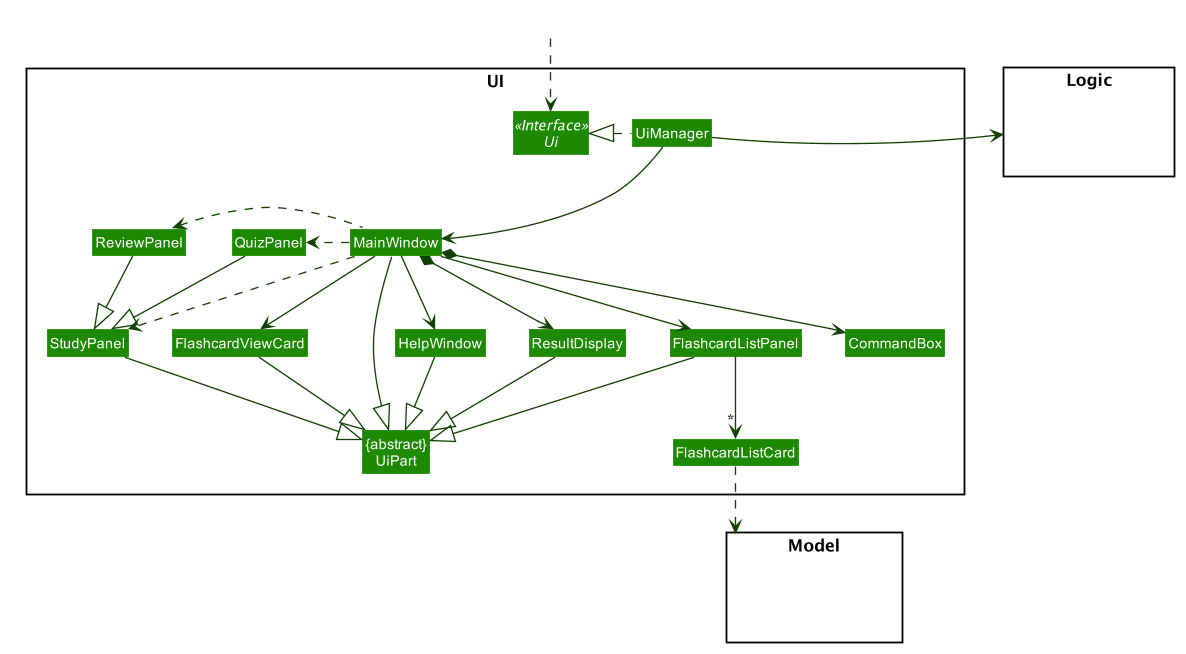 UI
Logic
«Interface»
Ui
UiManager
ReviewPanel
QuizPanel
MainWindow
StudyPanel
FlashcardViewCard
HelpWindow
ResultDisplay
FlashcardListPanel
CommandBox
*
{abstract}
UiPart
FlashcardListCard
Model